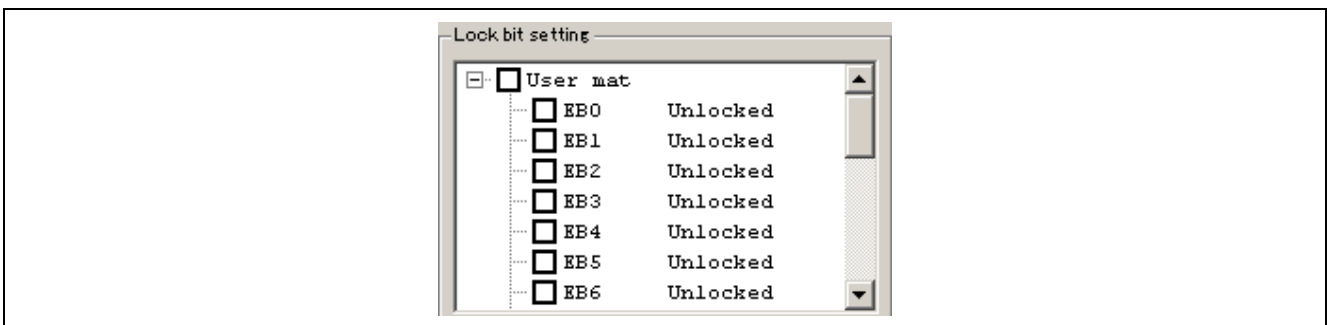 Lock bit setting
User mat
EB0 Unlocked
EB1 Unlocked
EB2 Unlocked
EB3 Unlocked
EB4 Unlocked
EB5 Unlocked
EB6 Unlocked